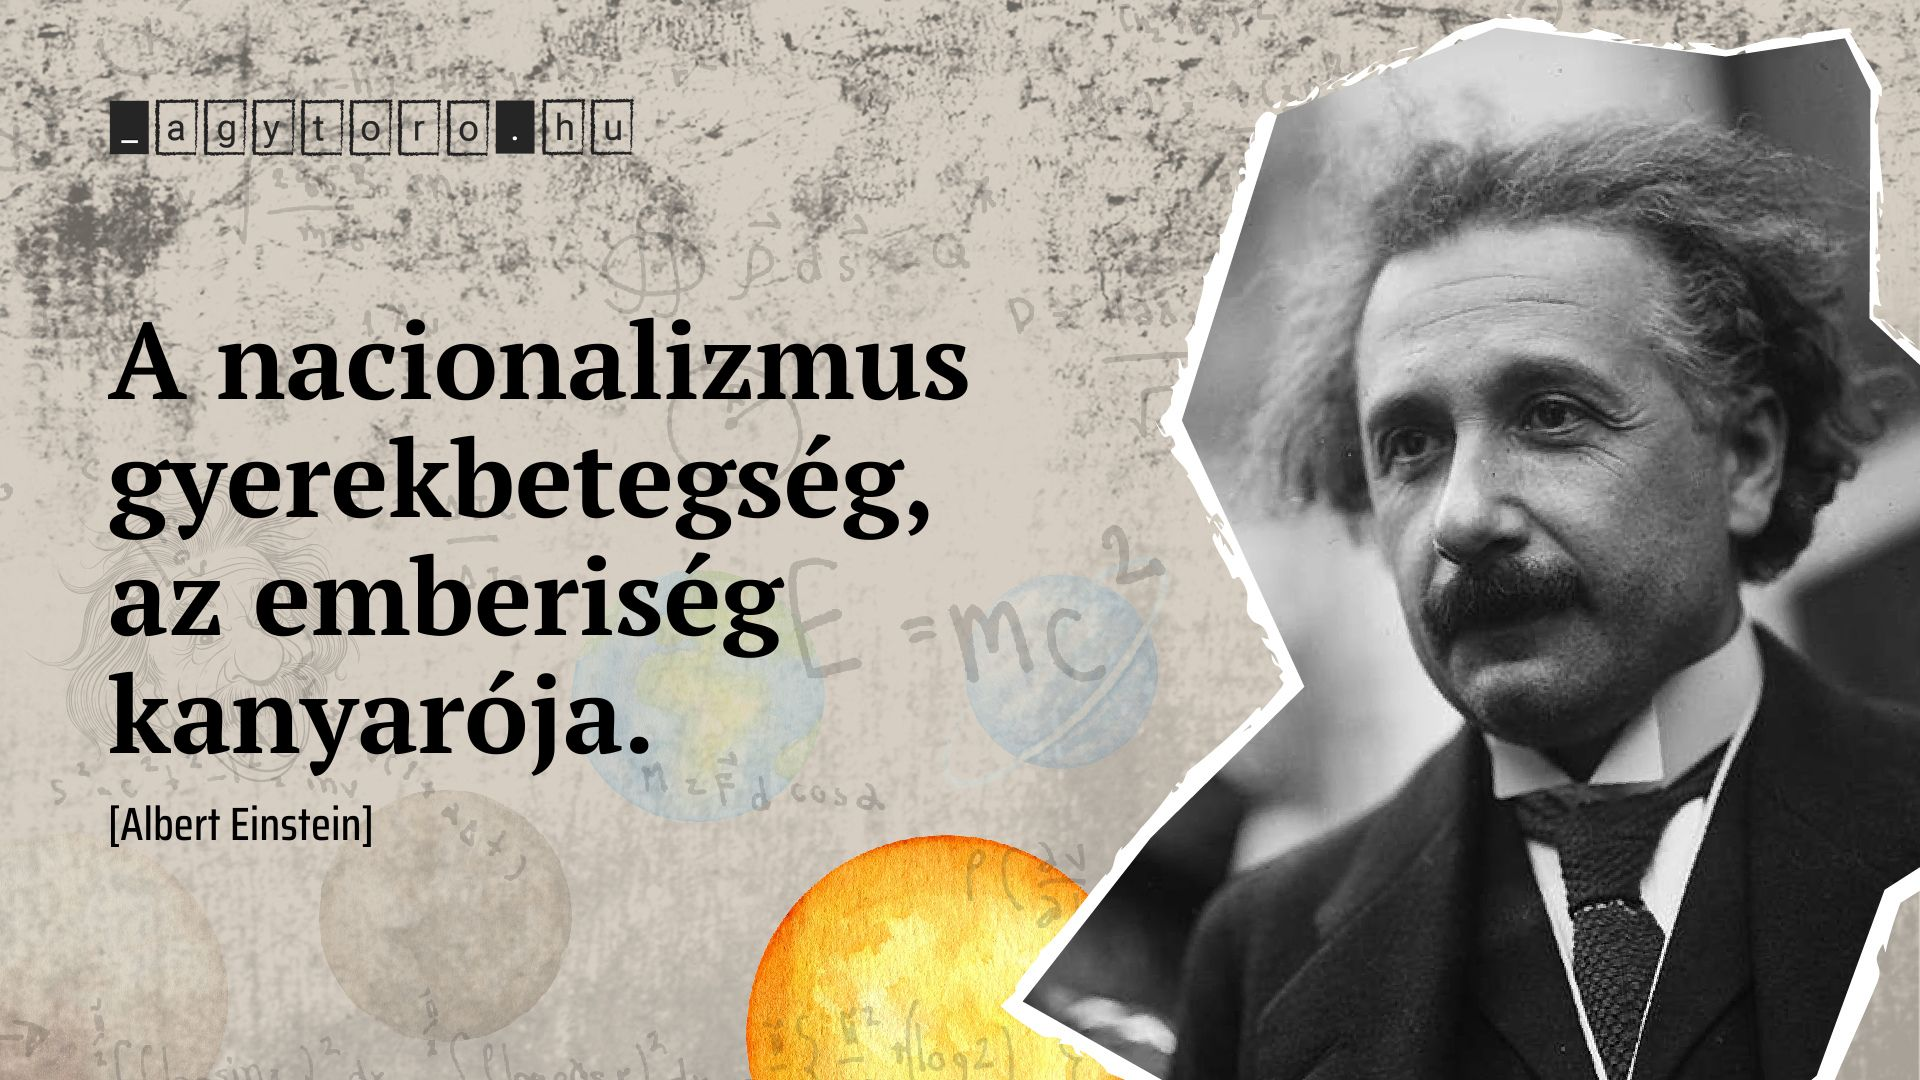 _agytoro.hu
A nacionalizmus
gyerekbetegség,
az emberiség
kanyarója.
[Albert Einstein]
E=mc²